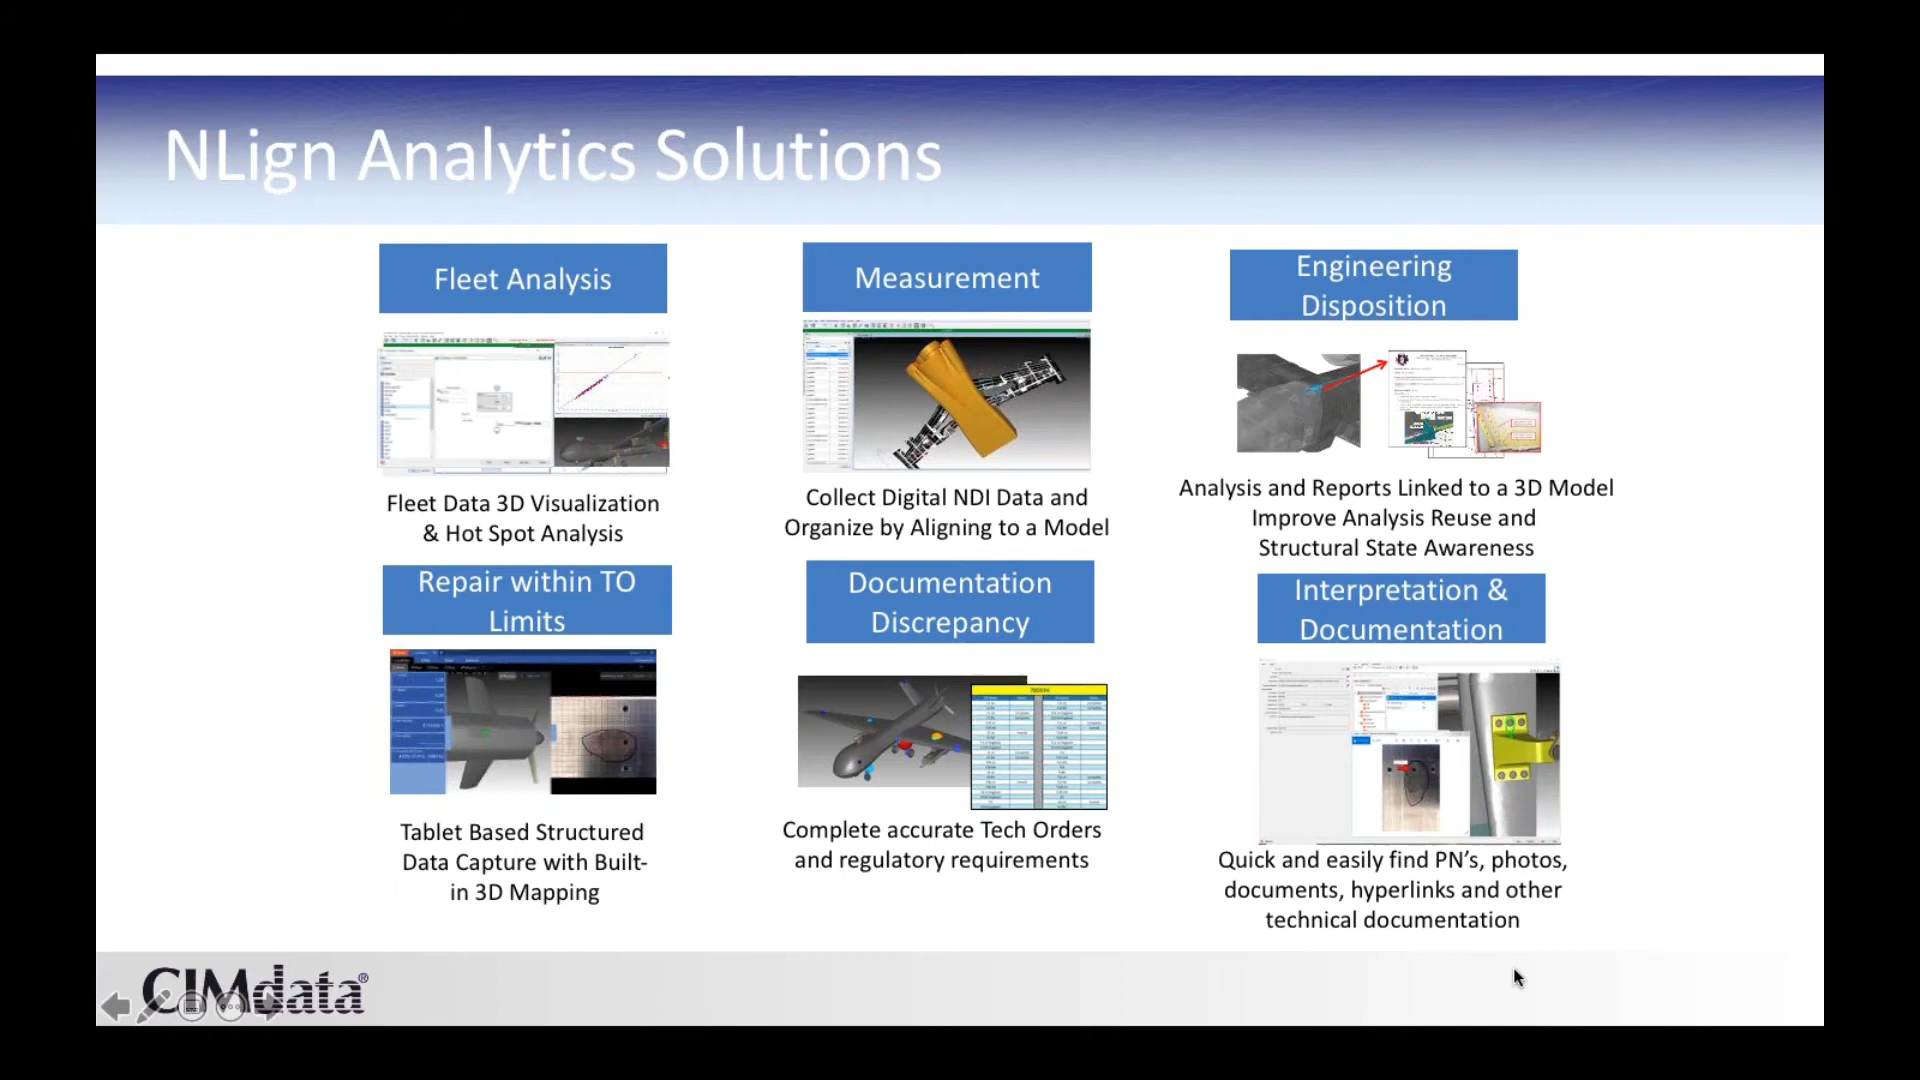 NLign Analytics Solutions
Fleet Analysis
Fleet Data 3D Visualization
& Hot Spot Analysis
Measurement
Collect Digital NDI Data and
Organize by Aligning to a Model
Engineering
Disposition
Analysis and Reports Linked to a 3D Model
Improve Analysis Reuse and
Structural State Awareness
Repair within TO
Limits
Tablet Based Structured
Data Capture with Built-
in 3D Mapping
Documentation
Discrepancy
Complete accurate Tech Orders
and regulatory requirements
Interpretation &
Documentation
Quick and easily find PN’s, photos,
documents, hyperlinks and other
technical documentation
CIMdata®